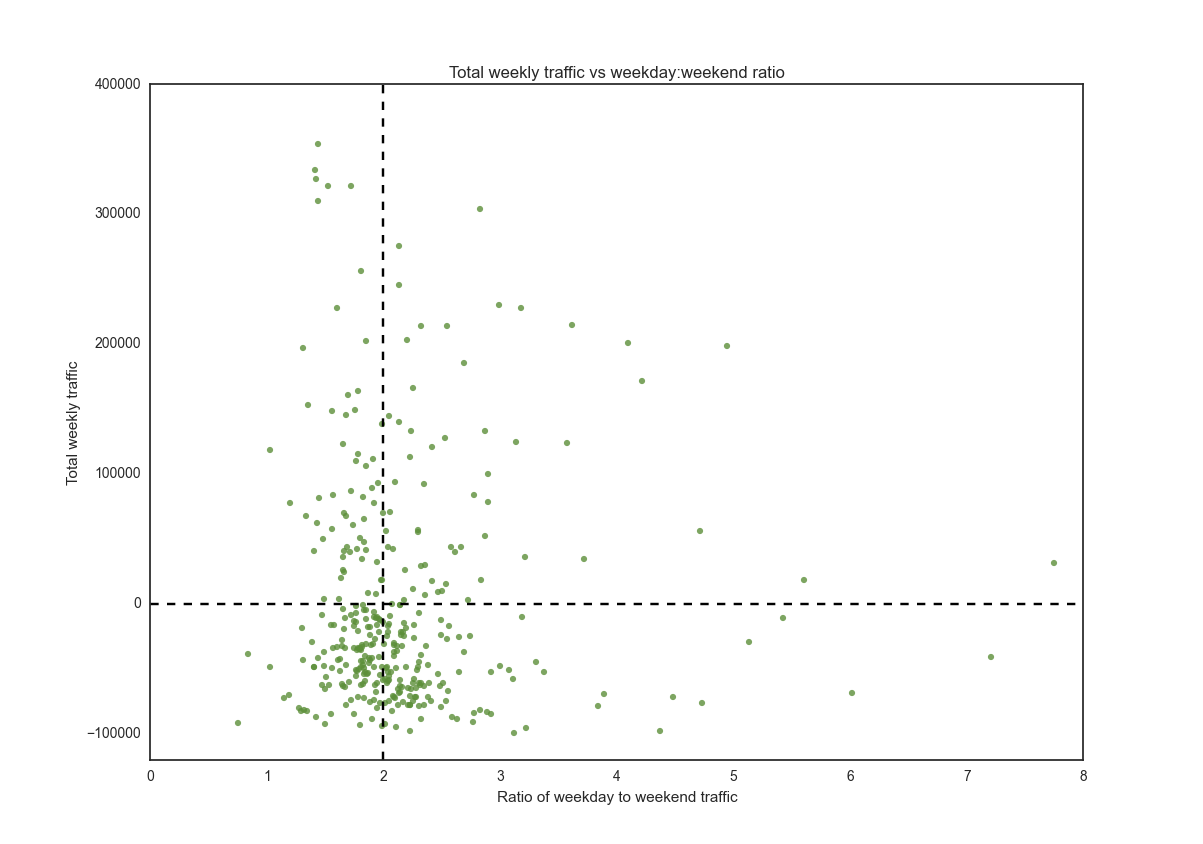 Total weekly traffic vs weekday:weekend ratio
400000
300000
200000
100000
0
−100000
Total weekly traffic
0 1 2 3 4 5 6 7 8
Ratio of weekday to weekend traffic